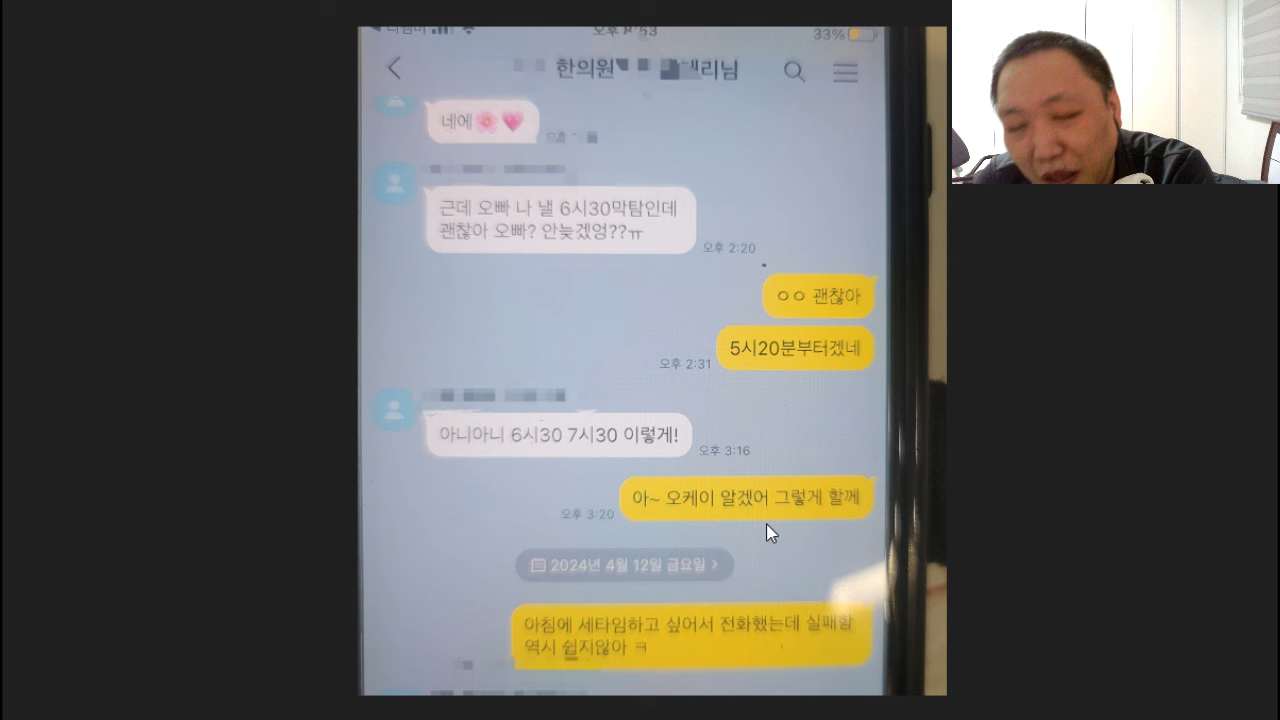 33%
한의원
네에🌸💗
근데 오빠 나 낼 6시30막탐인데
괜찮아 오빠? 안늦겠엉??ㅠ
오후 2:20
ㅇㅇ 괜찮아
5시20분부터겠네
오후 2:31
아니아니 6시30 7시30 이렇게!
오후 3:16
아~ 오케이 알겠어 그렇게 할께
오후 3:20
2024년 4월 12일 금요일 >
아침에 세타임하고 싶어서 전화했는데 실패함
역시 쉽지않아 ㅋ